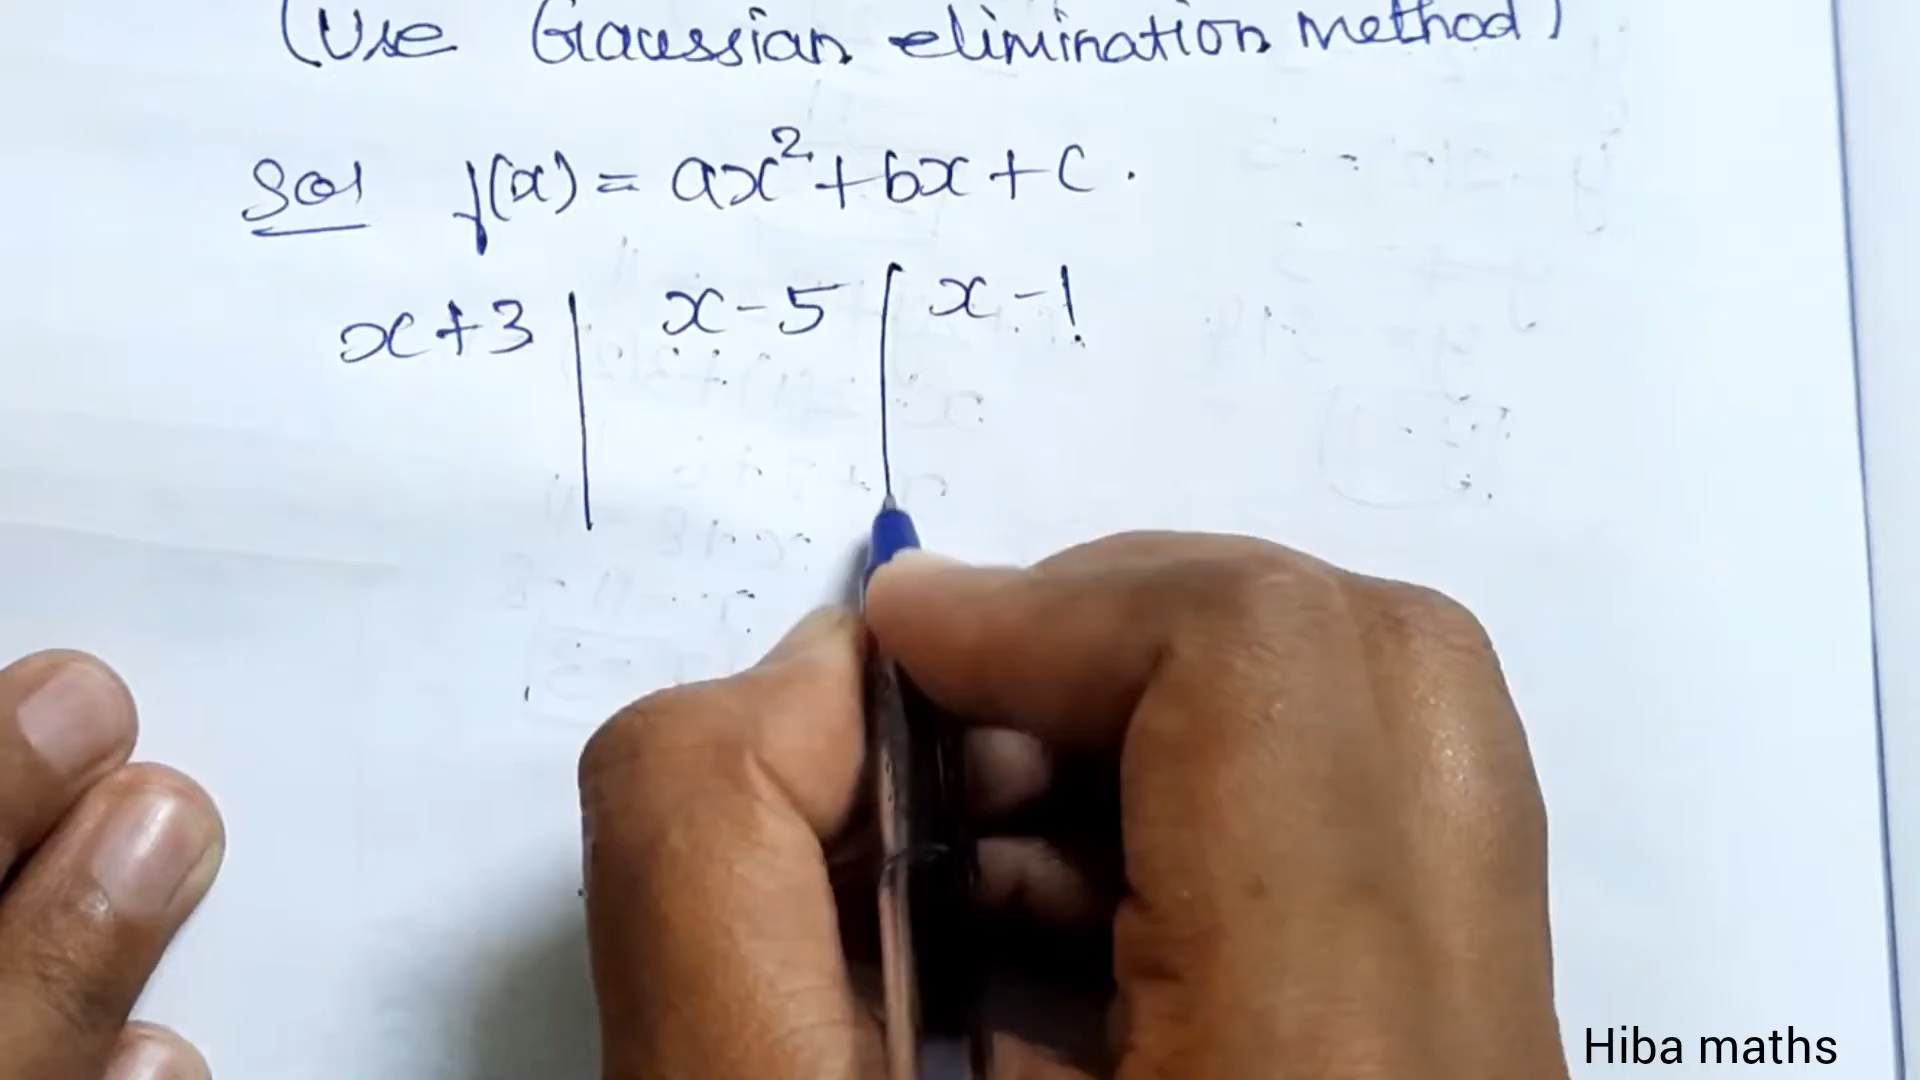 (Use Gaussian elimination method)
Sol f(x) = ax² + bx + c.
x+3 | x-5 | x-1
Hiba maths